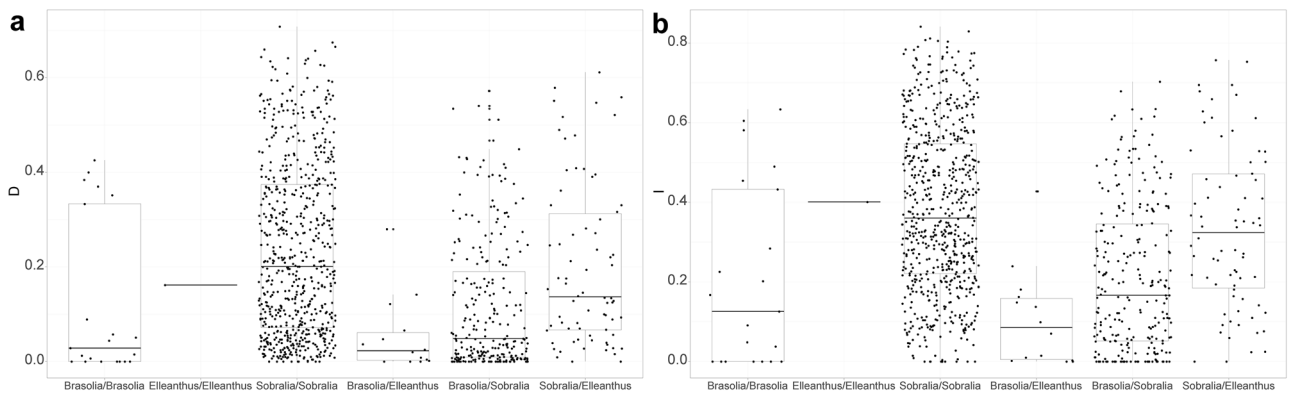 a
D
0.6
0.4
0.2
0.0
Brasolia/Brasolia Elleanthus/Elleanthus Sobralia/Sobralia Brasolia/Elleanthus Brasolia/Sobralia Sobralia/Elleanthus
b
I
0.8
0.6
0.4
0.2
0.0
Brasolia/Brasolia Elleanthus/Elleanthus Sobralia/Sobralia Brasolia/Elleanthus Brasolia/Sobralia Sobralia/Elleanthus